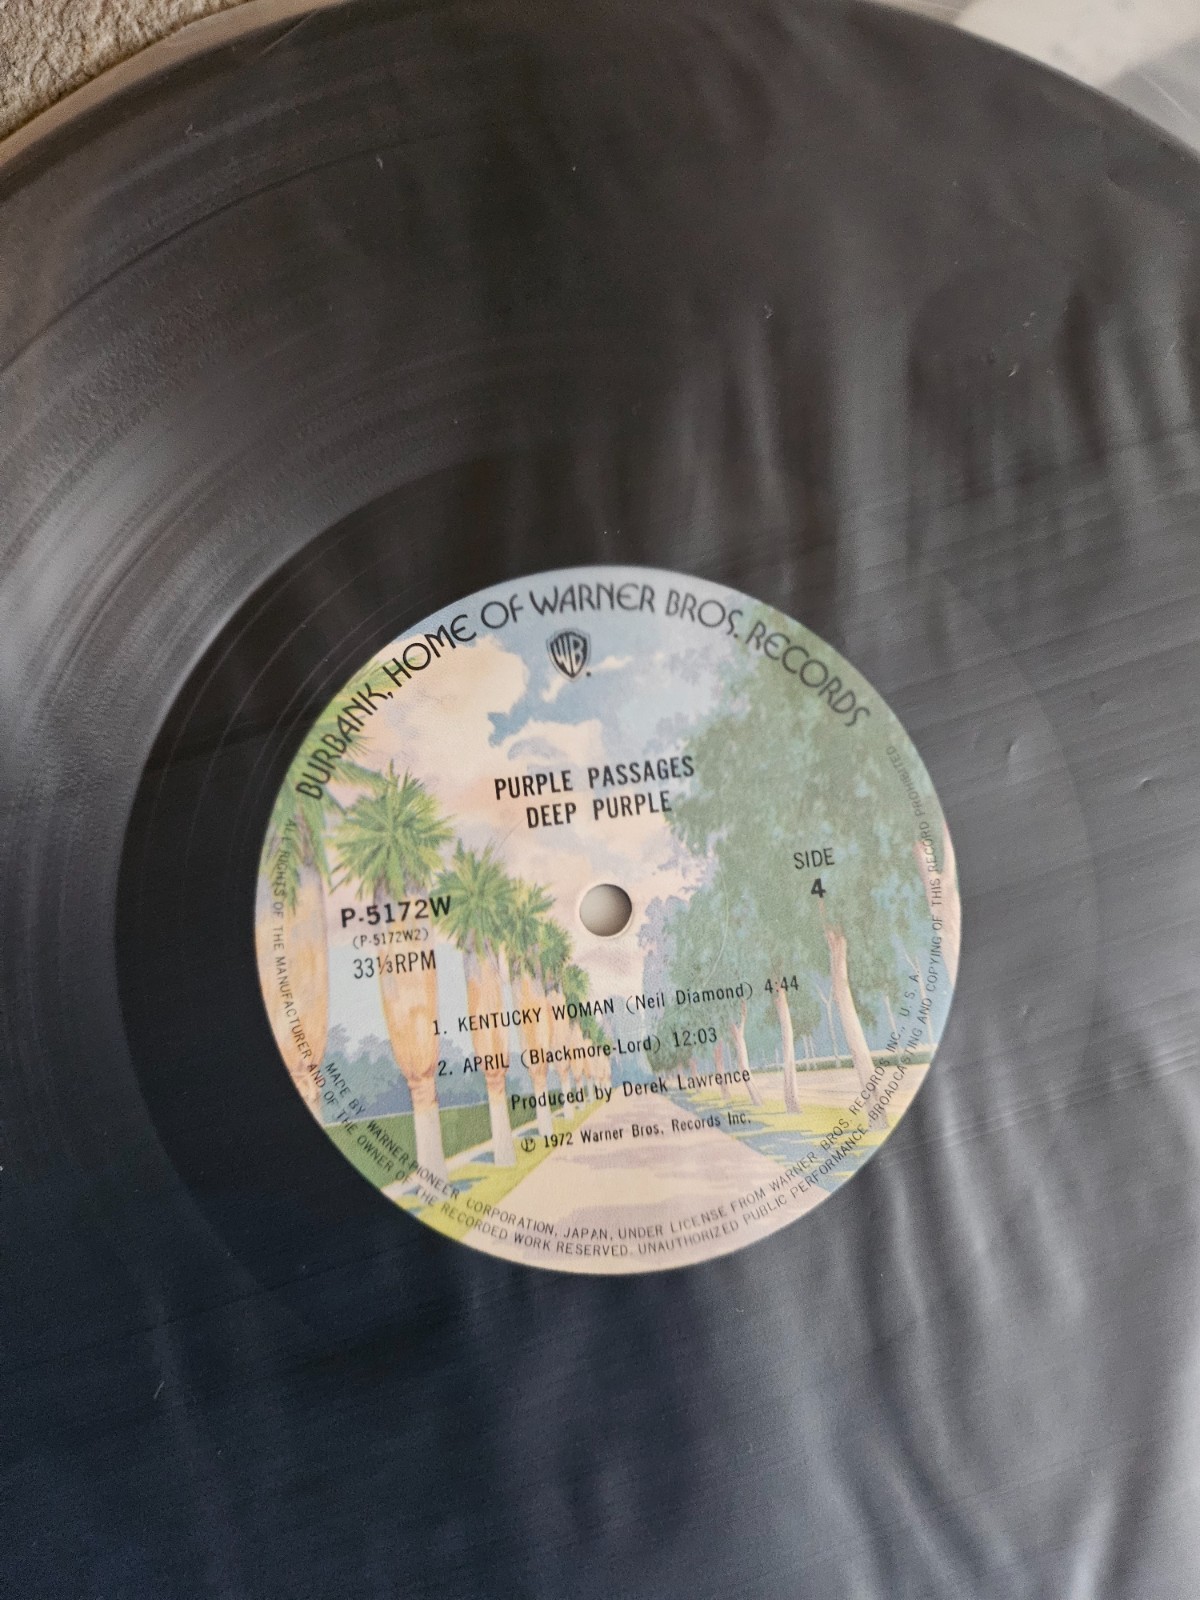 BURBANK, HOME OF WARNER BROS. RECORDS
WB
PURPLE PASSAGES
DEEP PURPLE
SIDE
4
P-5172W
(P-5172W2)
33⅓RPM
1. KENTUCKY WOMAN (Neil Diamond) 4:44
2. APRIL (Blackmore-Lord) 12:03
Produced by Derek Lawrence
Ⓟ 1972 Warner Bros. Records Inc.
MADE BY WARNER-PIONEER CORPORATION, JAPAN, UNDER LICENSE FROM WARNER BROS. RECORDS INC., U.S.A.
ALL RIGHTS OF THE MANUFACTURER AND OF THE OWNER OF THE RECORDED WORK RESERVED. UNAUTHORIZED PUBLIC PERFORMANCE, BROADCASTING AND COPYING OF THIS RECORD PROHIBITED